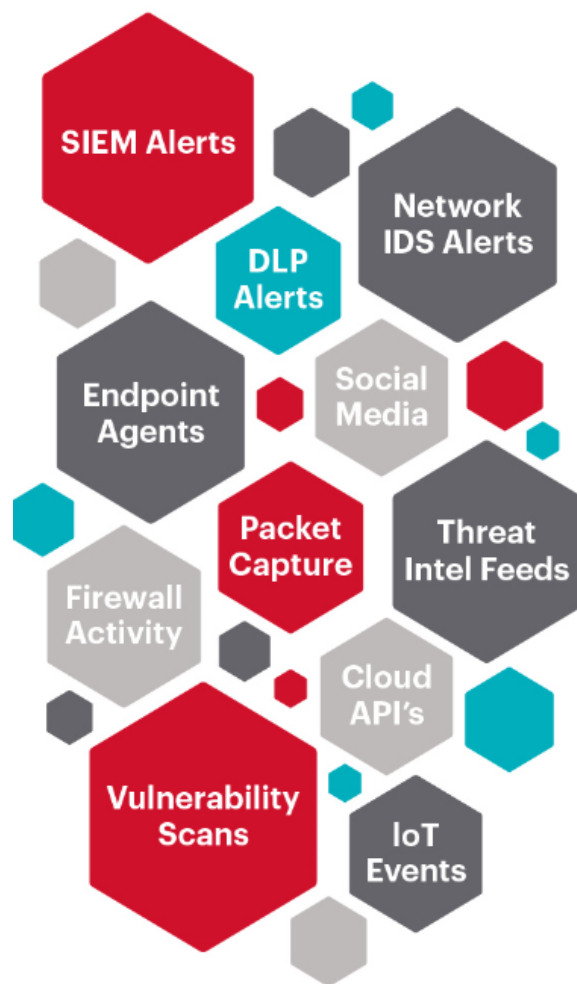 SIEM Alerts
Network
IDS Alerts
DLP
Alerts
Social
Media
Endpoint
Agents
Packet
Capture
Threat
Intel Feeds
Firewall
Activity
Cloud
API's
Vulnerability
Scans
IoT
Events